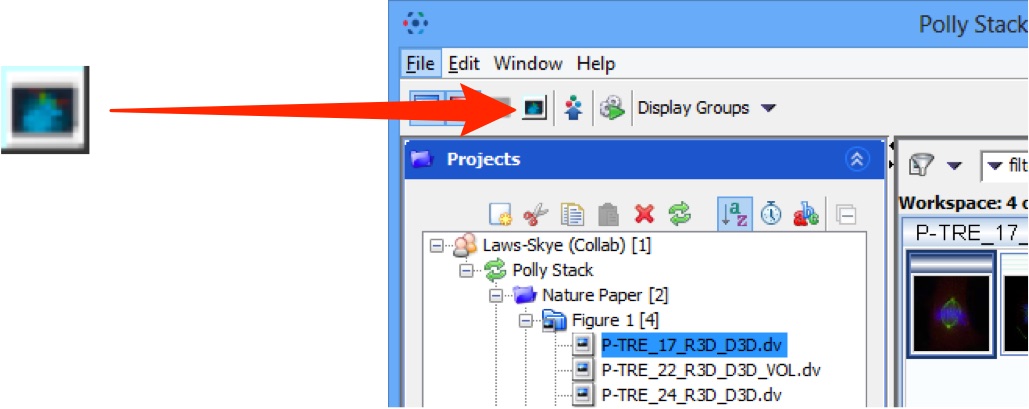 Polly Stack
File Edit Window Help
Display Groups
Projects
filt
Workspace: 4
Laws-Skye (Collab) [1]
P-TRE_17_
Polly Stack
Nature Paper [2]
Figure 1 [4]
P-TRE_17_R3D_D3D.dv
P-TRE_22_R3D_D3D_VOL.dv
P-TRE_24_R3D_D3D.dv